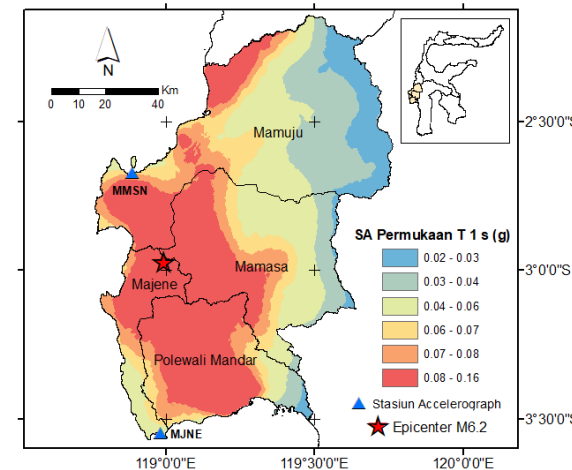 N
0 10 20 40 Km
Mamuju
MMSN
Majene
Mamasa
Polewali Mandar
MJNE
2°30'0"S
3°0'0"S
3°30'0"S
SA Permukaan T 1 s (g)
0.02 - 0.03
0.03 - 0.04
0.04 - 0.06
0.06 - 0.07
0.07 - 0.08
0.08 - 0.16
Stasiun Accelerograph
Epicenter M6.2
119°0'0"E 119°30'0"E 120°0'0"E